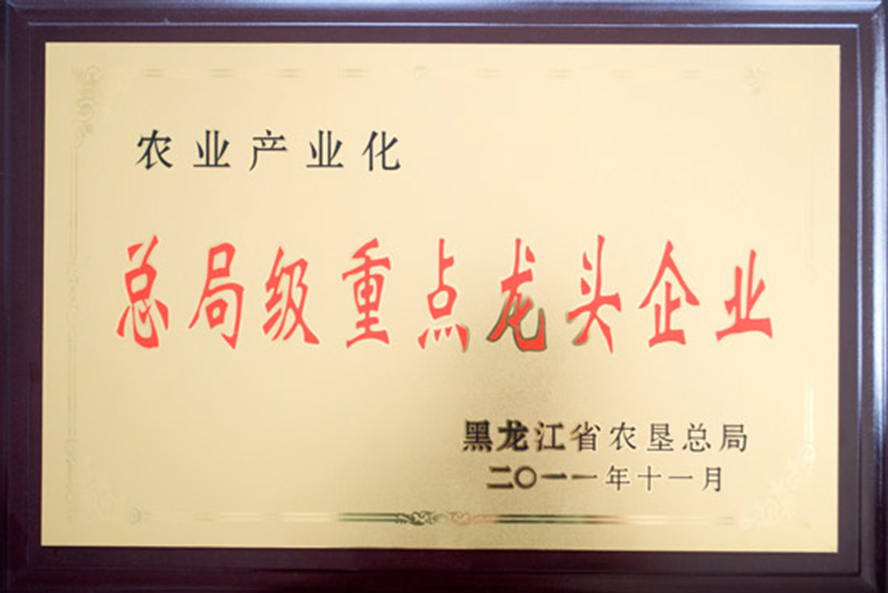 农业产业化
总局级重点龙头企业
黑龙江省农垦总局
二〇一一年十一月